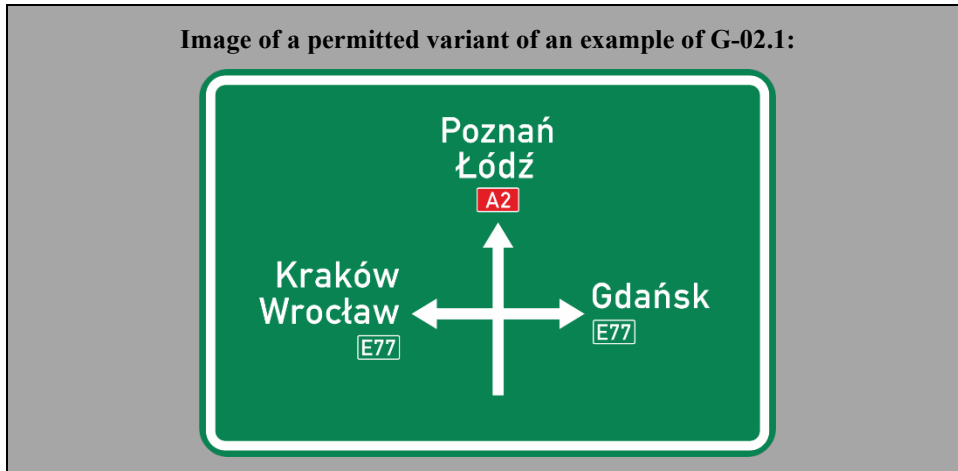 Image of a permitted variant of an example of G-02.1:
Poznań
Łódź
A2
Kraków
Wrocław
E77
Gdańsk
E77